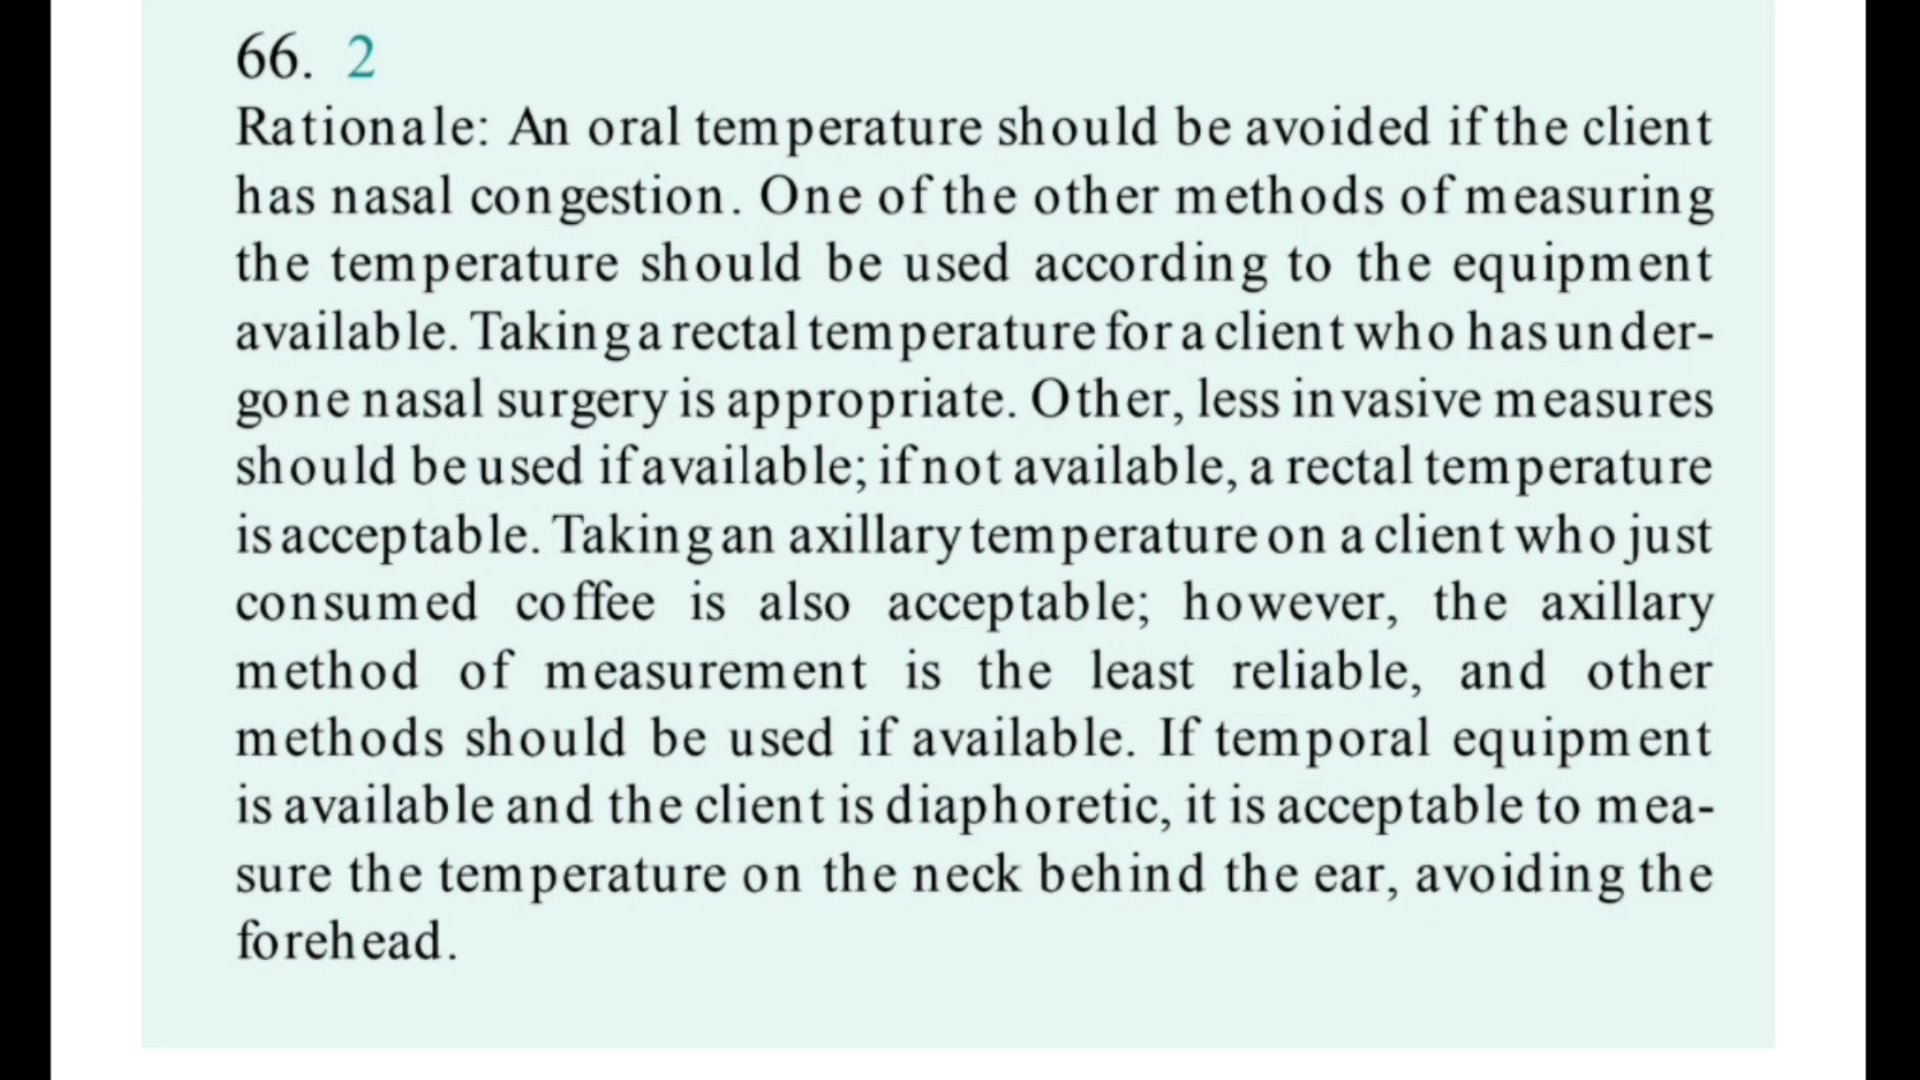 66. 2
Rationale: An oral temperature should be avoided if the client
has nasal congestion. One of the other methods of measuring
the temperature should be used according to the equipment
available. Taking a rectal temperature for a client who has under-
gone nasal surgery is appropriate. Other, less invasive measures
should be used if available; if not available, a rectal temperature
is acceptable. Taking an axillary temperature on a client who just
consumed coffee is also acceptable; however, the axillary
method of measurement is the least reliable, and other
methods should be used if available. If temporal equipment
is available and the client is diaphoretic, it is acceptable to mea-
sure the temperature on the neck behind the ear, avoiding the
forehead.